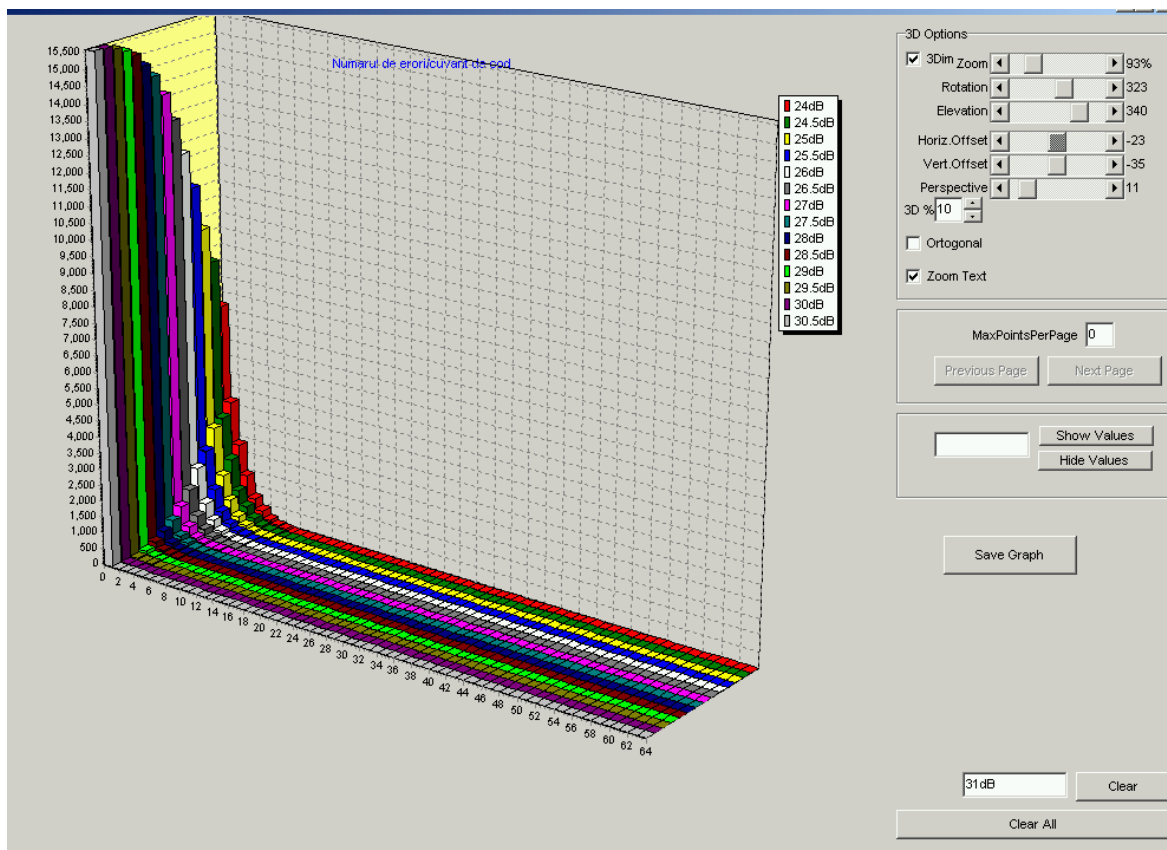 Numarul de erori/cuvant de cod
15,500
15,000
14,500
14,000
13,500
13,000
12,500
12,000
11,500
11,000
10,500
10,000
9,500
9,000
8,500
8,000
7,500
7,000
6,500
6,000
5,500
5,000
4,500
4,000
3,500
3,000
2,500
2,000
1,500
1,000
500
0
0 2 4 6 8 10 12 14 16 18 20 22 24 26 28 30 32 34 36 38 40 42 44 46 48 50 52 54 56 58 60 62 64
24dB
24.5dB
25dB
25.5dB
26dB
26.5dB
27dB
27.5dB
28dB
28.5dB
29dB
29.5dB
30dB
30.5dB
3D Options
3Dim Zoom 93%
Rotation 323
Elevation 340
Horiz.Offset -23
Vert.Offset -35
Perspective 11
3D % 10
Ortogonal
Zoom Text
MaxPointsPerPage 0
Previous Page Next Page
Show Values
Hide Values
Save Graph
31dB Clear
Clear All